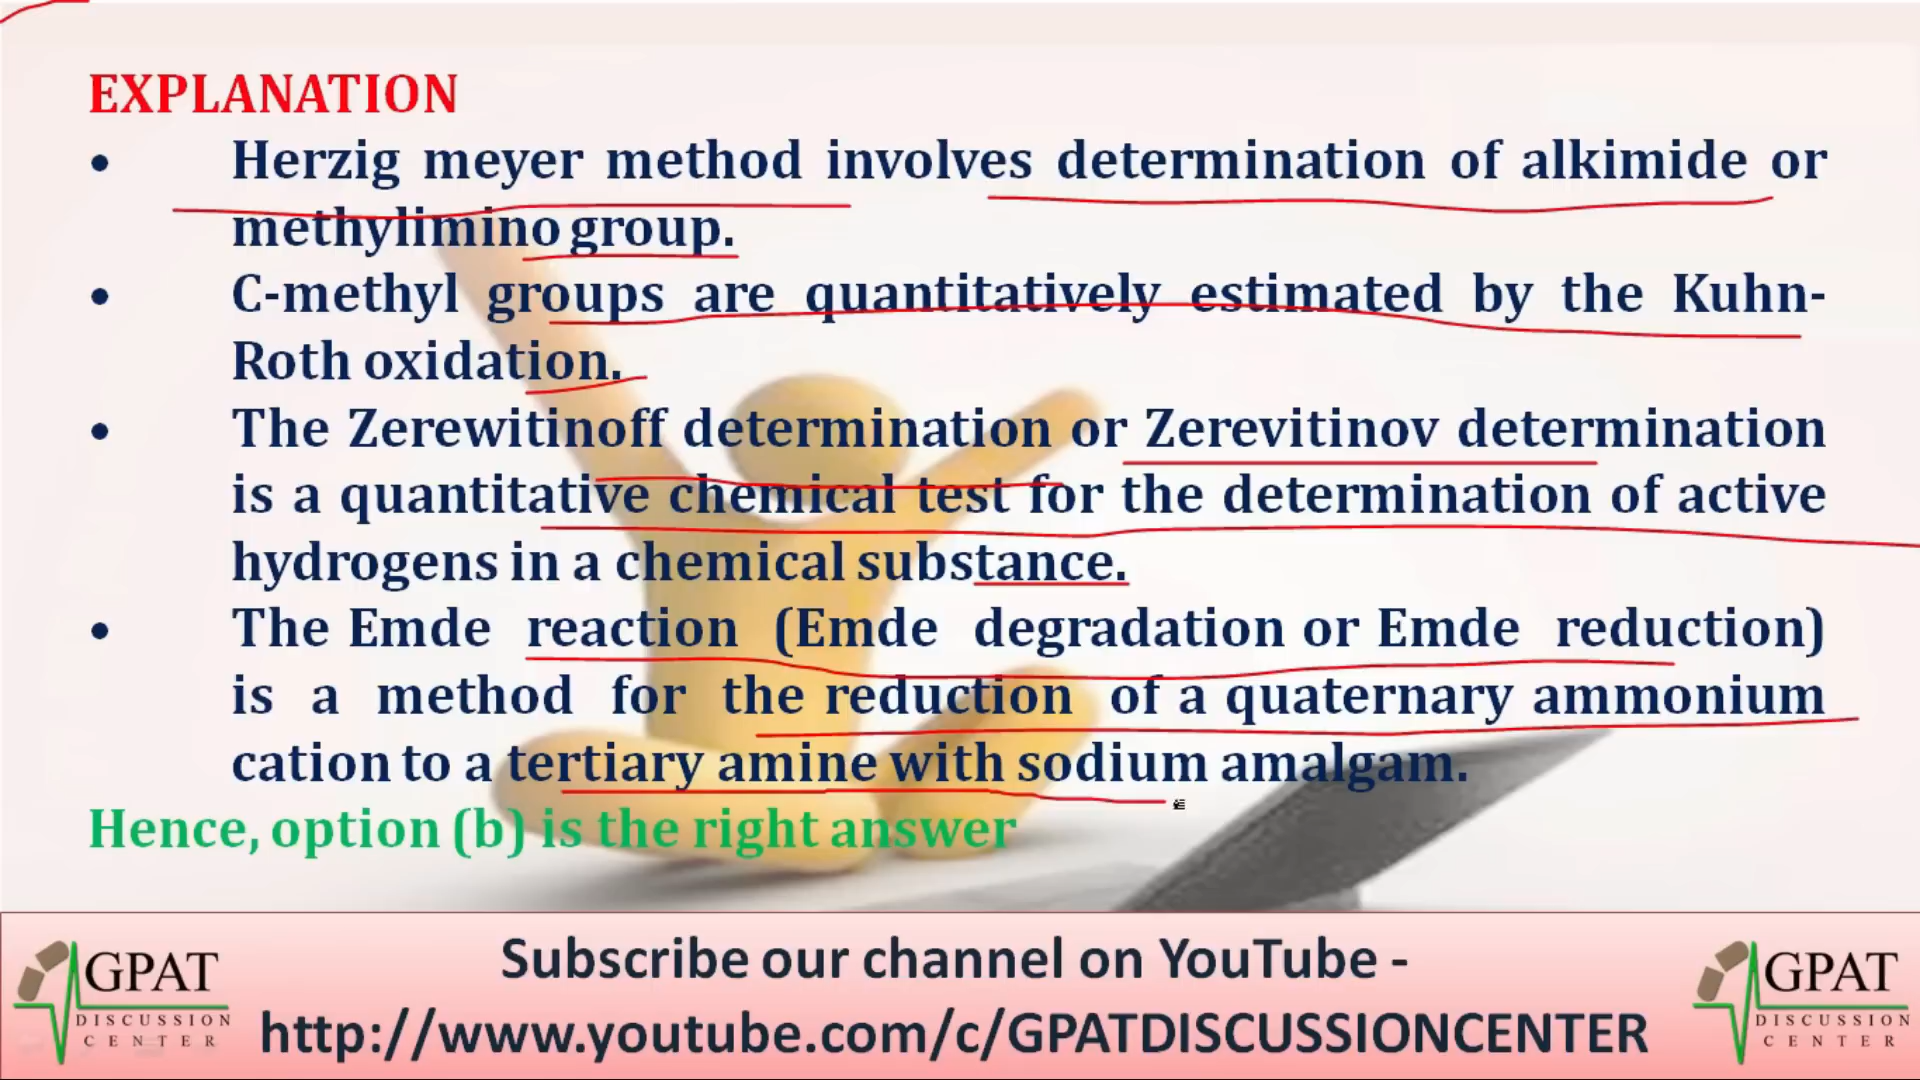 EXPLANATION
• Herzig meyer method involves determination of alkimide or
methylimino group.
• C-methyl groups are quantitatively estimated by the Kuhn-
Roth oxidation.
• The Zerewitinoff determination or Zerevitinov determination
is a quantitative chemical test for the determination of active
hydrogens in a chemical substance.
• The Emde reaction (Emde degradation or Emde reduction)
is a method for the reduction of a quaternary ammonium
cation to a tertiary amine with sodium amalgam.
Hence, option (b) is the right answer
GPAT
DISCUSSION
CENTER
Subscribe our channel on YouTube -
http://www.youtube.com/c/GPATDISCUSSIONCENTER
GPAT
DISCUSSION
CENTER